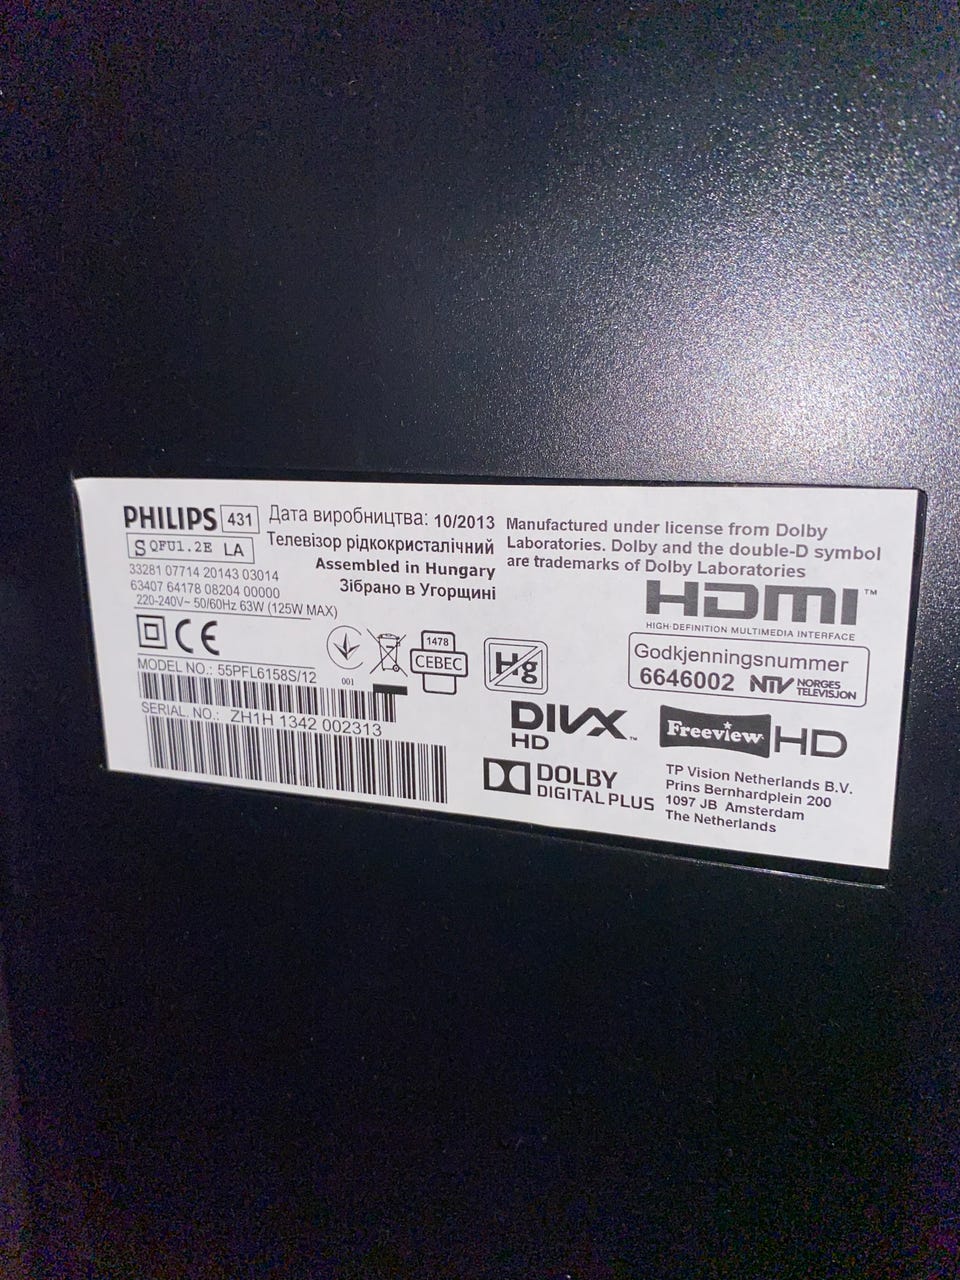 PHILIPS 431
S QFU1.2E LA
33281 07714 20143 03014
63407 64178 08204 00000
220-240V~ 50/60Hz 63W (125W MAX)
CE
MODEL NO.: 55PFL6158S/12
SERIAL. NO.: ZH1H 1342 002313
Дата виробництва: 10/2013
Телевізор рідкокристалічний
Assembled in Hungary
Зібрано в Угорщині
001
1478
CEBEC
Hg
Manufactured under license from Dolby
Laboratories. Dolby and the double-D symbol
are trademarks of Dolby Laboratories
HDMI™
HIGH-DEFINITION MULTIMEDIA INTERFACE
Godkjenningsnummer
6646002 NTV NORGES
TELEVISJON
DIVX™
HD
Freeview HD
DOLBY
DIGITAL PLUS
TP Vision Netherlands B.V.
Prins Bernhardplein 200
1097 JB Amsterdam
The Netherlands